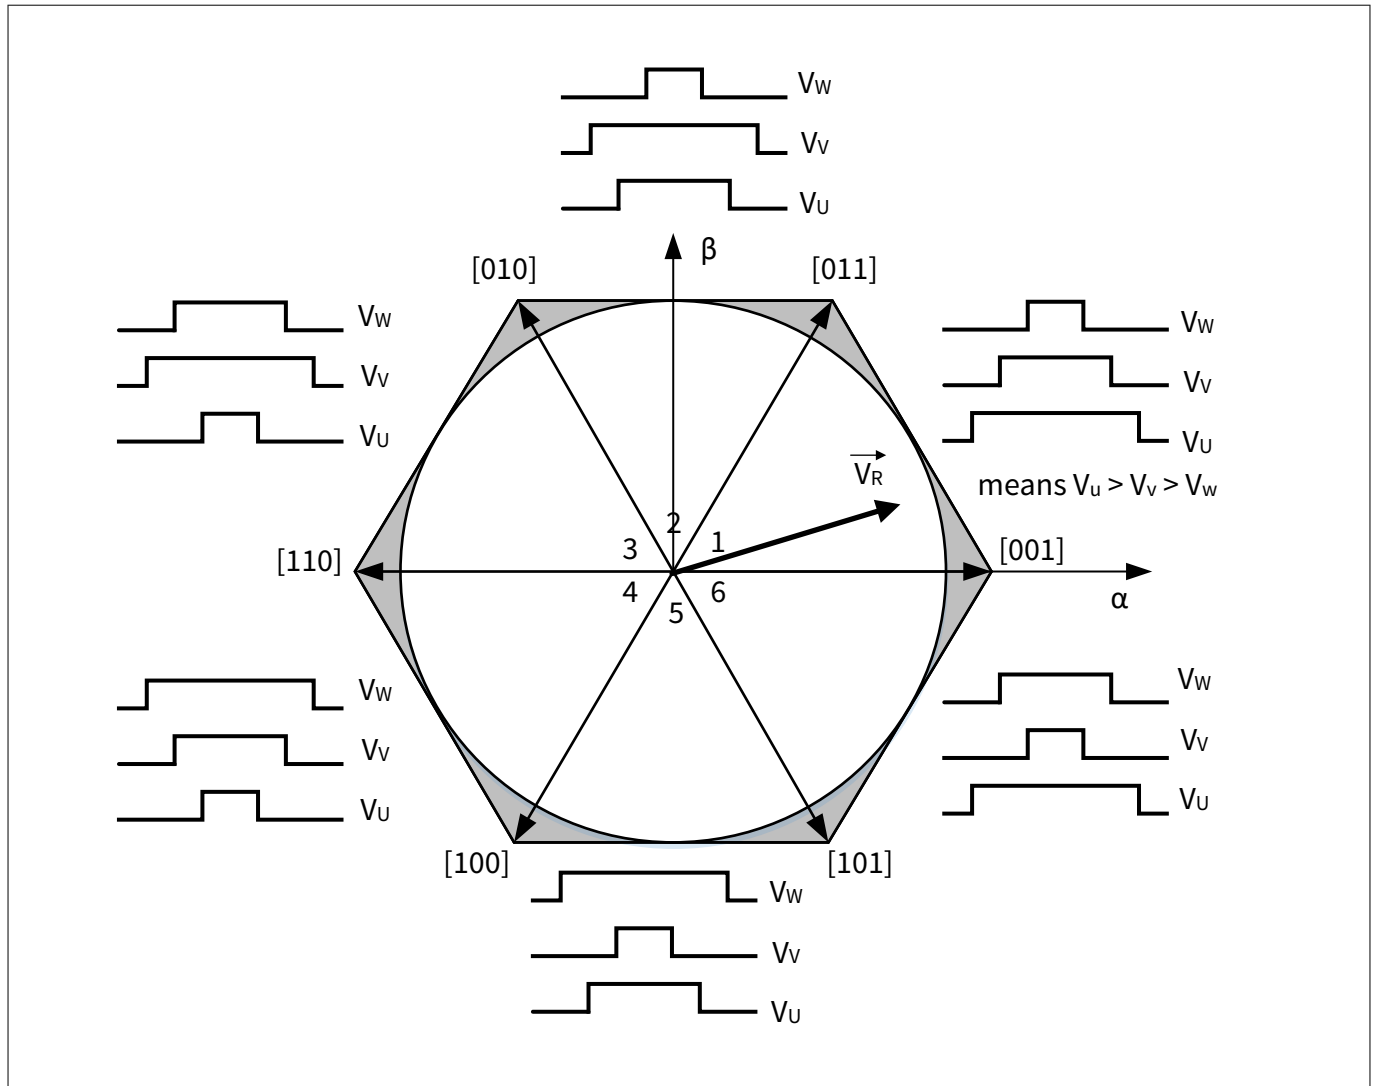 VW
VV
VU
β
[010]
[011]
VW
VV
VU
VW
VV
VU
VR
means Vu > Vv > Vw
2
3
1
[110]
[001]
4
6
5
α
VW
VV
VU
VW
VV
VU
[100]
[101]
VW
VV
VU